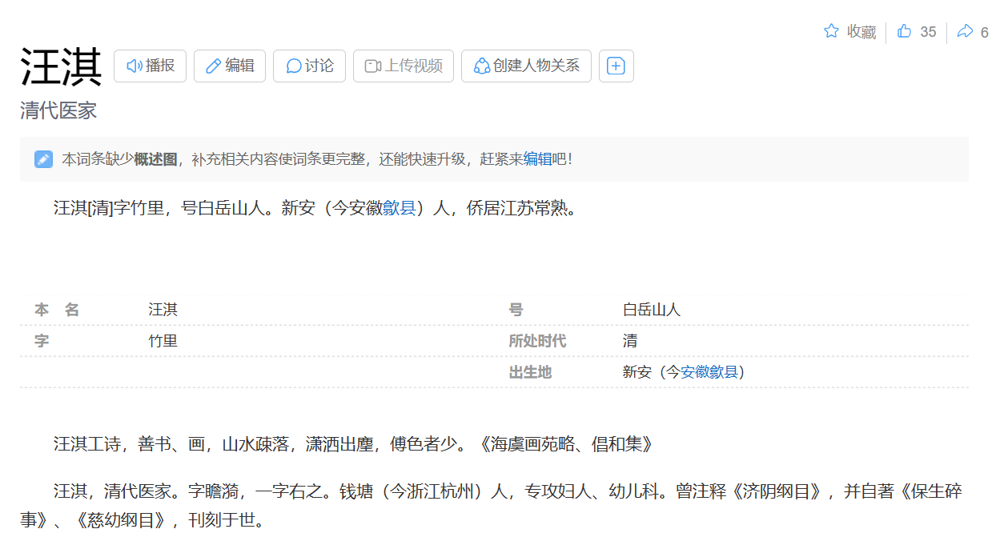 收藏 35 6
汪淇 播报 编辑 讨论 上传视频 创建人物关系
清代医家
本词条缺少概述图，补充相关内容使词条更完整，还能快速升级，赶紧来编辑吧！
汪淇[清]字竹里，号白岳山人。新安（今安徽歙县）人，侨居江苏常熟。
本 名 汪淇 号 白岳山人
字 竹里 所处时代 清
出生地 新安（今安徽歙县）
汪淇工诗，善书、画，山水疎落，潇洒出塵，傅色者少。《海虞画苑略、倡和集》
汪淇，清代医家。字瞻漪，一字右之。钱塘（今浙江杭州）人，专攻妇人、幼儿科。曾注释《济阴纲目》，并自著《保生碎
事》、《慈幼纲目》，刊刻于世。